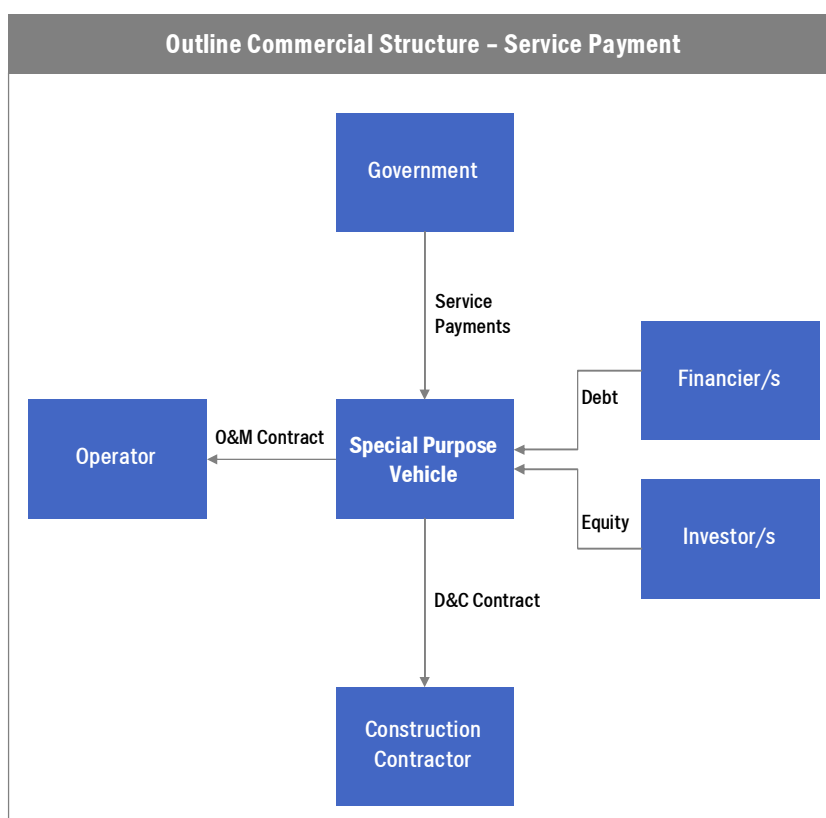 Outline Commercial Structure – Service Payment
Government
Service
Payments
Financier/s
Debt
O&M Contract
Operator
Special Purpose
Vehicle
Equity
Investor/s
D&C Contract
Construction
Contractor